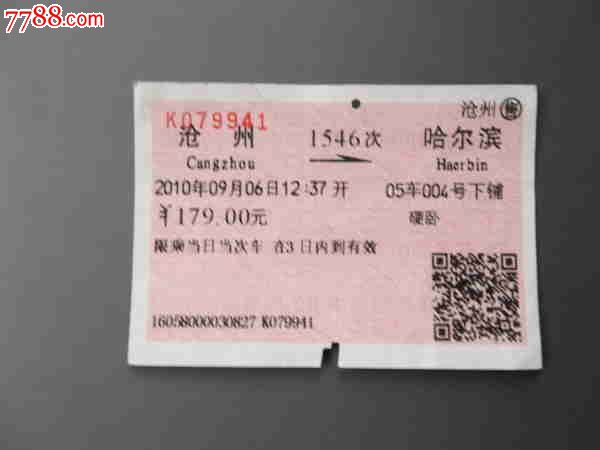 7788.com
沧州售
K079941
沧州 1546次 哈尔滨
Cangzhou Haerbin
2010年09月06日12:37开 05车004号下铺
¥179.00元 硬卧
限乘当日当次车 在3日内到有效
16058000030827 K079941